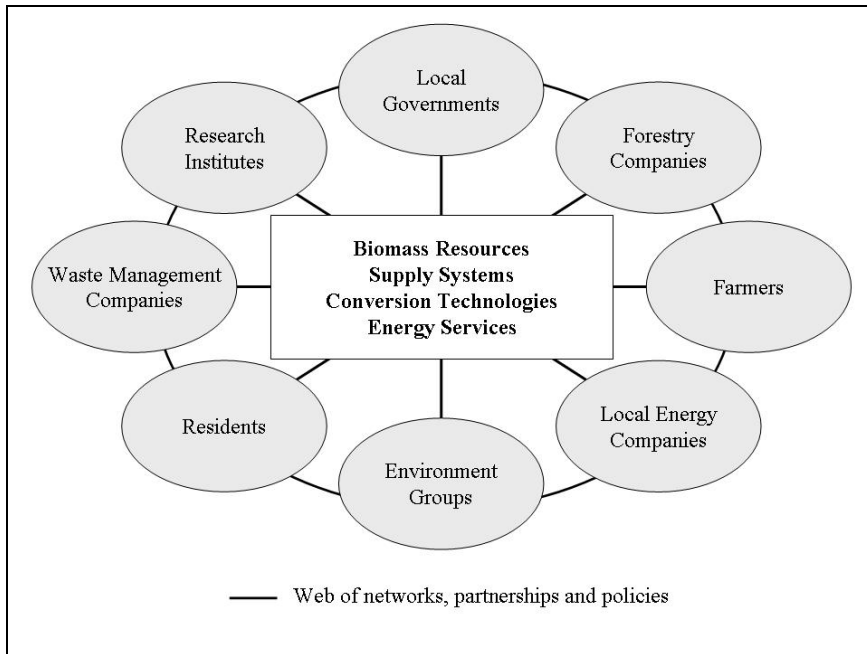 Local
Governments
Research
Institutes
Forestry
Companies
Waste Management
Companies
Biomass Resources
Supply Systems
Conversion Technologies
Energy Services
Farmers
Residents
Local Energy
Companies
Environment
Groups
Web of networks, partnerships and policies